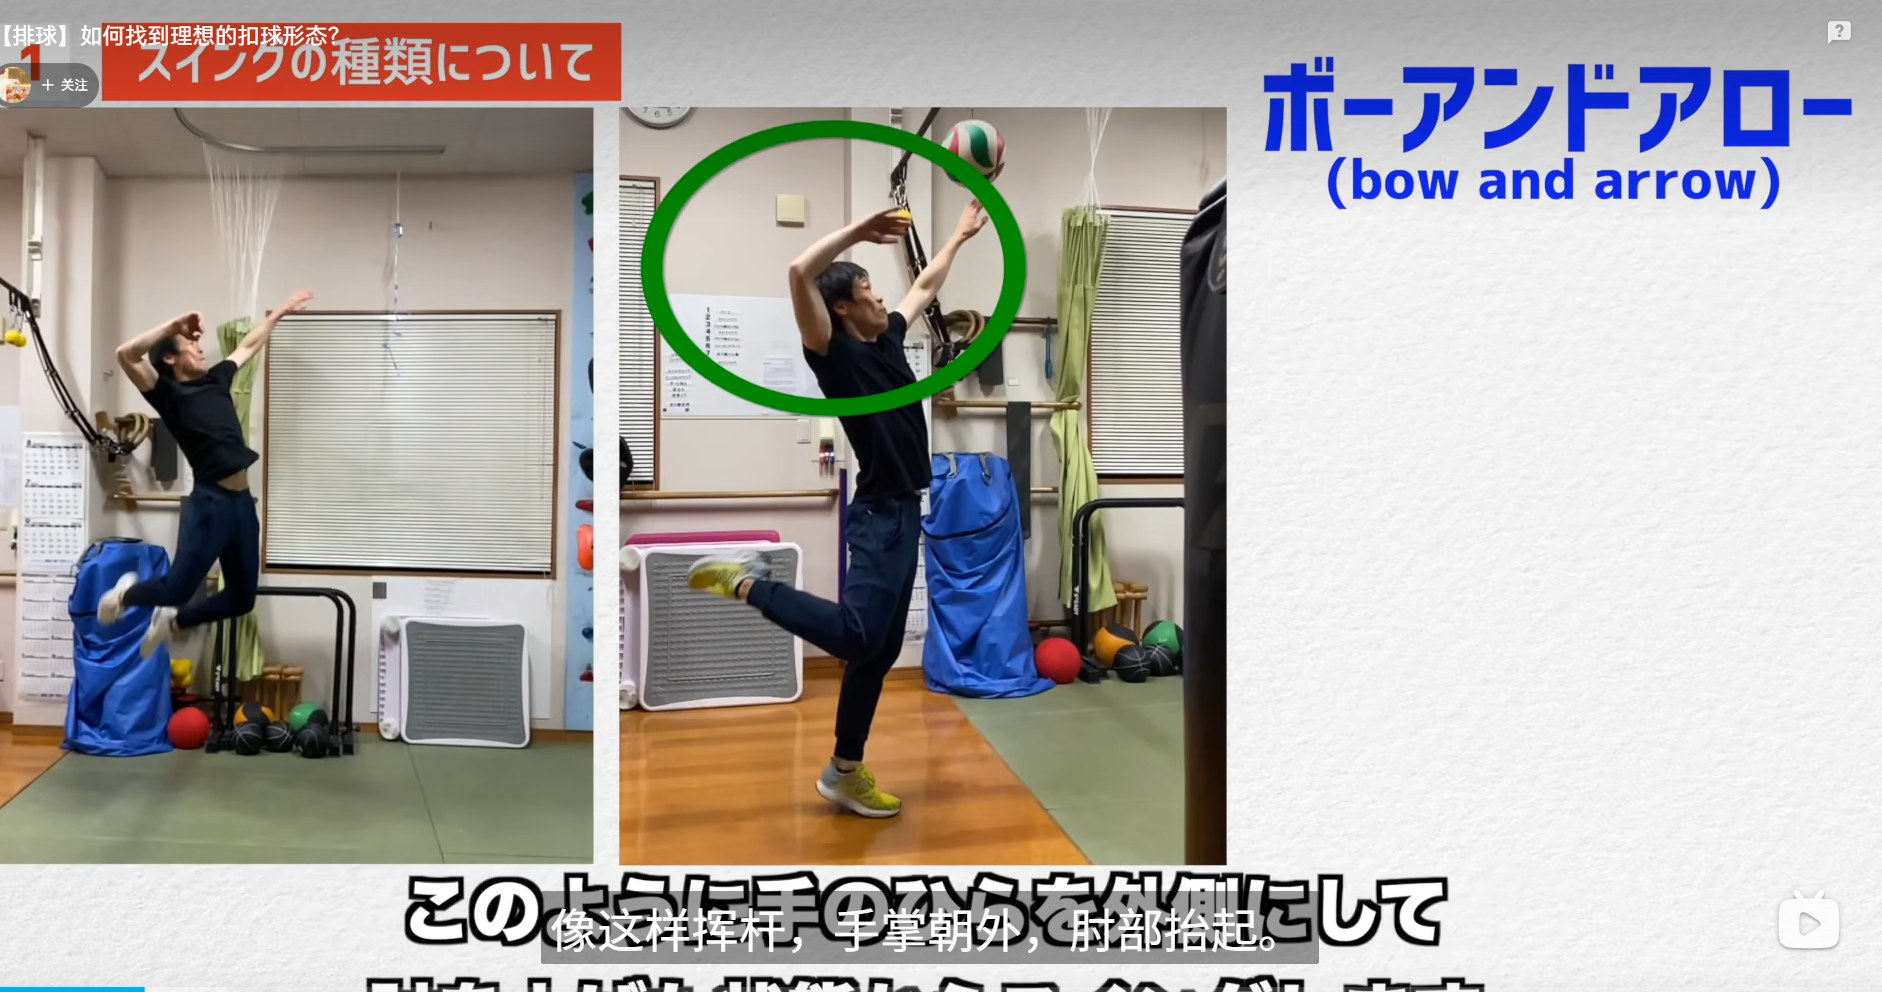 【排球】如何找到理想的扣球形态?
1
スイングの種類について
＋ 关注
ボーアンドアロー
(bow and arrow)
このように手のひらを外側にして
像这样挥杆，手掌朝外，肘部抬起。